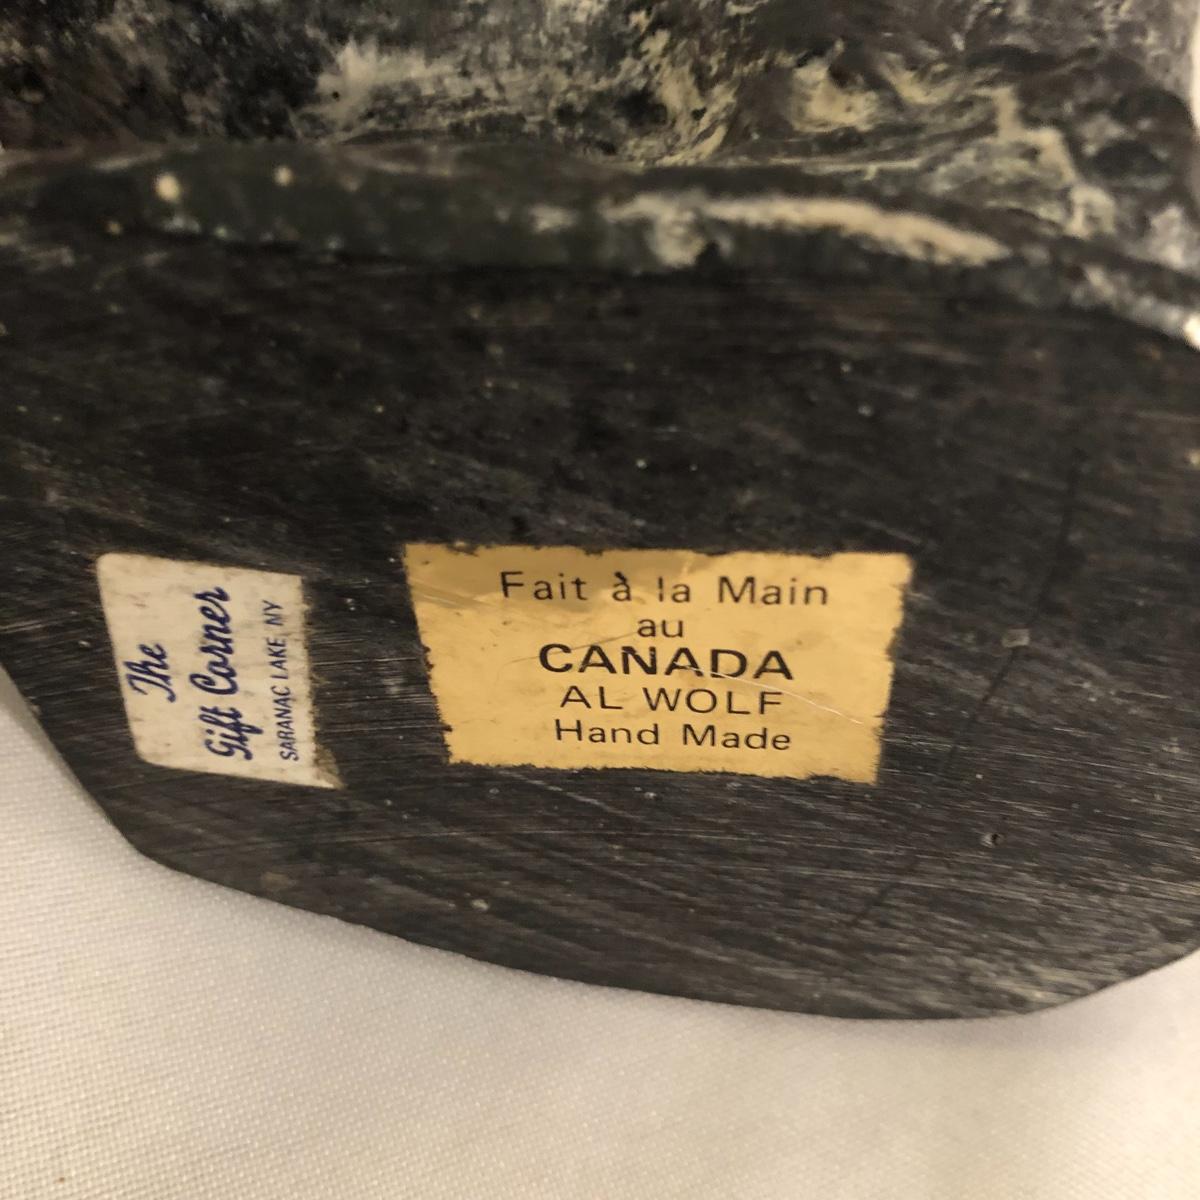 The
Gift Corner
SARANAC LAKE, NY
Fait à la Main
au
CANADA
AL WOLF
Hand Made